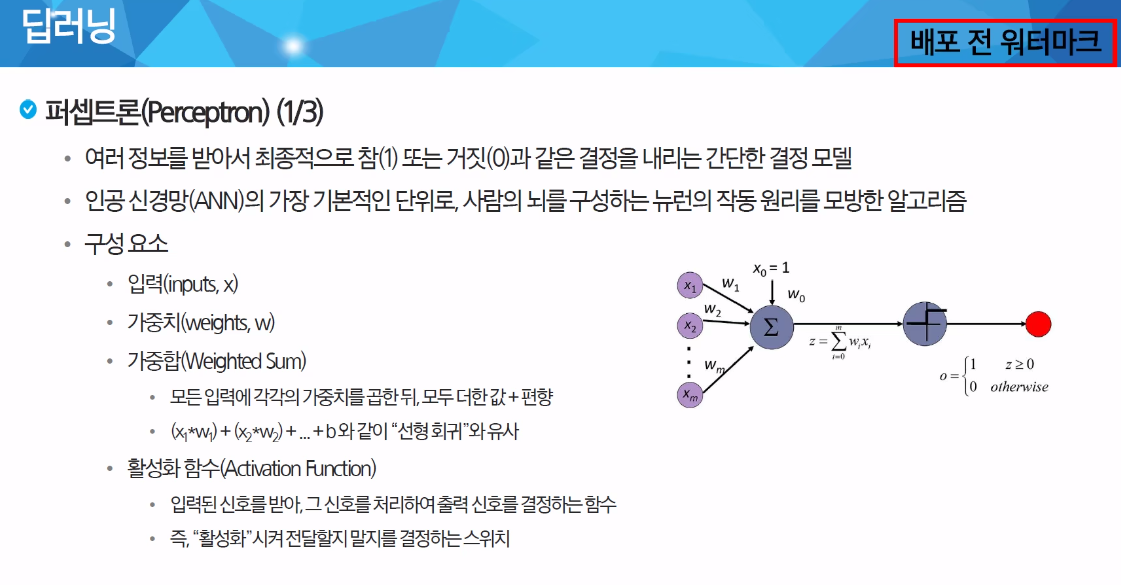 딥러닝
배포 전 워터마크
퍼셉트론(Perceptron) (1/3)
• 여러 정보를 받아서 최종적으로 참(1) 또는 거짓(0)과 같은 결정을 내리는 간단한 결정 모델
• 인공 신경망(ANN)의 가장 기본적인 단위로, 사람의 뇌를 구성하는 뉴런의 작동 원리를 모방한 알고리즘
• 구성 요소
• 입력(inputs, x)
• 가중치(weights, w)
• 가중합(Weighted Sum)
• 모든 입력에 각각의 가중치를 곱한 뒤, 모두 더한 값 + 편향
• (x₁*w₁) + (x₂*w₂) + ... + b 와 같이 “선형 회귀”와 유사
• 활성화 함수(Activation Function)
• 입력된 신호를 받아, 그 신호를 처리하여 출력 신호를 결정하는 함수
• 즉, “활성화”시켜 전달할지 말지를 결정하는 스위치
x₀ = 1
x₁ w₁ w₀
x₂ w₂
Σ
xₘ wₘ
z = ∑ᵢ₌₀ᵐ wᵢxᵢ
o = { 1 z ≥ 0
0 otherwise